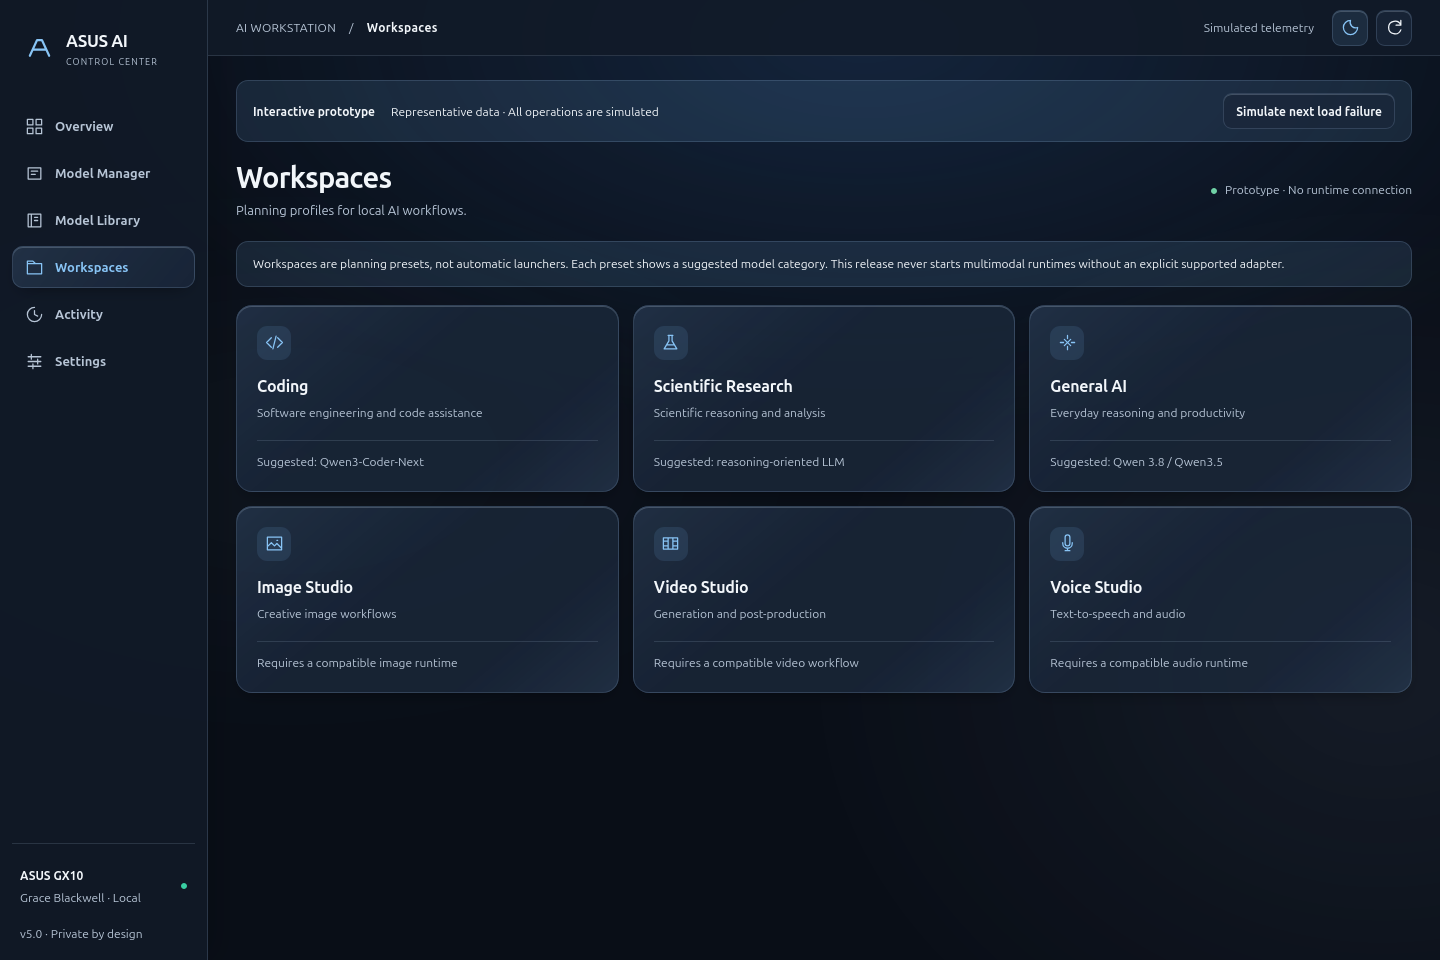 ASUS AI
CONTROL CENTER
Overview
Model Manager
Model Library
Workspaces
Activity
Settings
ASUS GX10
Grace Blackwell · Local
v5.0 · Private by design
AI WORKSTATION / Workspaces
Simulated telemetry
Interactive prototype Representative data · All operations are simulated
Simulate next load failure
Workspaces
Planning profiles for local AI workflows.
Prototype · No runtime connection
Workspaces are planning presets, not automatic launchers. Each preset shows a suggested model category. This release never starts multimodal runtimes without an explicit supported adapter.
Coding
Software engineering and code assistance
Suggested: Qwen3-Coder-Next
Scientific Research
Scientific reasoning and analysis
Suggested: reasoning-oriented LLM
General AI
Everyday reasoning and productivity
Suggested: Qwen 3.8 / Qwen3.5
Image Studio
Creative image workflows
Requires a compatible image runtime
Video Studio
Generation and post-production
Requires a compatible video workflow
Voice Studio
Text-to-speech and audio
Requires a compatible audio runtime